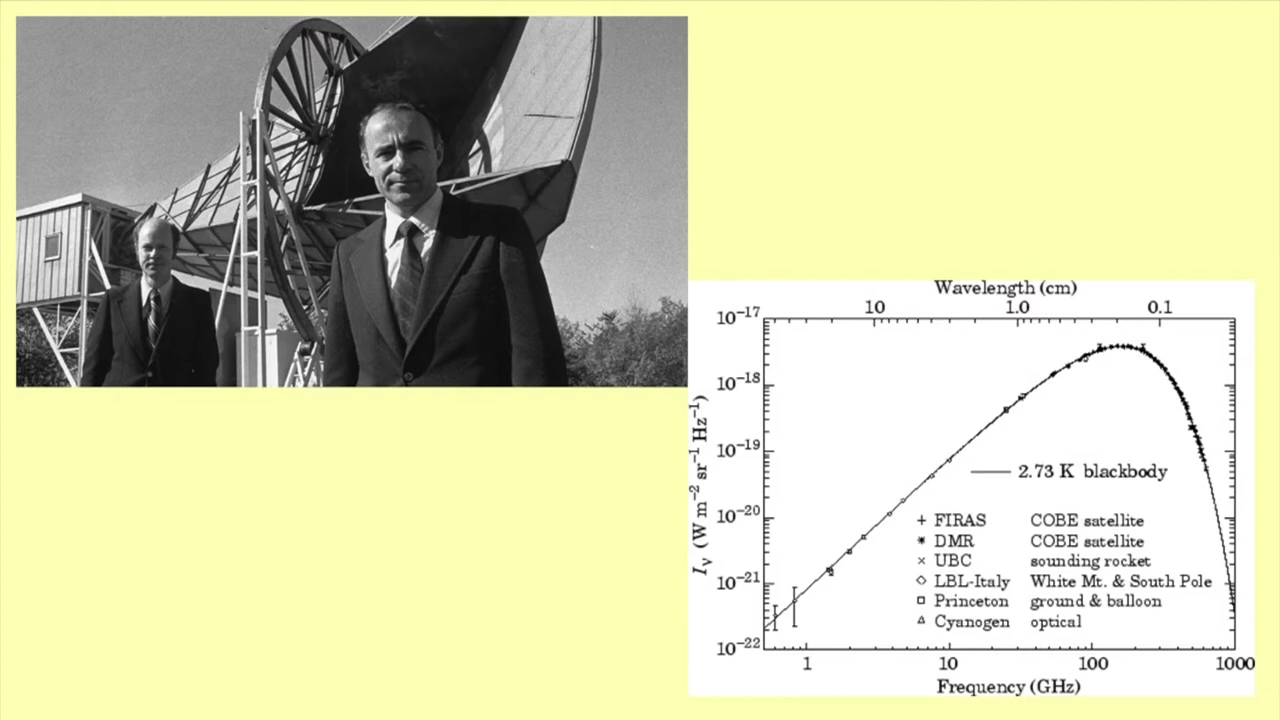 Wavelength (cm)
10 1.0 0.1
10⁻¹⁷
10⁻¹⁸
10⁻¹⁹
10⁻²⁰
10⁻²¹
10⁻²²
I_ν (W m⁻² sr⁻¹ Hz⁻¹)
2.73 K blackbody
+ FIRAS COBE satellite
✱ DMR COBE satellite
× UBC sounding rocket
◇ LBL-Italy White Mt. & South Pole
□ Princeton ground & balloon
△ Cyanogen optical
1 10 100 1000
Frequency (GHz)